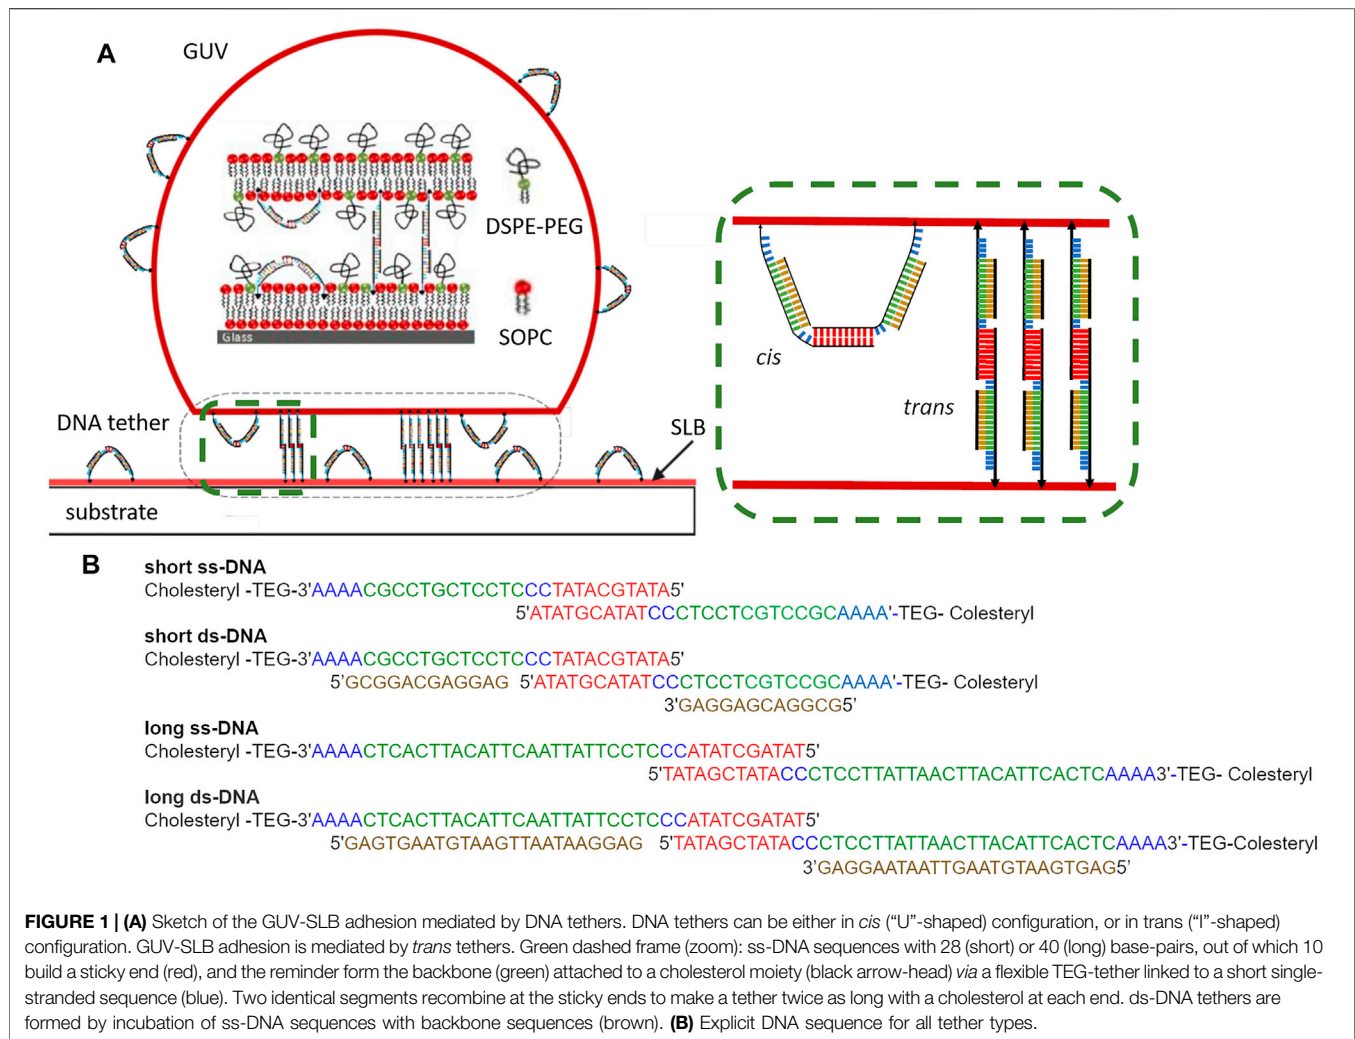 A
GUV
DSPE-PEG
SOPC
Glass
DNA tether
SLB
substrate
cis
trans
B
short ss-DNA
Cholesteryl -TEG-3'AAAACGCCTGCTCCTCCCTATACGTATA5'
5'ATATGCATATCCCTCCTCGTCCGCAAAA'-TEG- Colesteryl
short ds-DNA
Cholesteryl -TEG-3'AAAACGCCTGCTCCTCCCTATACGTATA5'
5'GCGGACGAGGAG 5'ATATGCATATCCCTCCTCGTCCGCAAAA'-TEG- Colesteryl
3'GAGGAGCAGGCG5'
long ss-DNA
Cholesteryl -TEG-3'AAAACTCACTTACATTCAATTATTCCTCCCATATCGATAT5'
5'TATAGCTATACCCTCCTTATTAACTTACATTCACTCAAAA3'-TEG- Colesteryl
long ds-DNA
Cholesteryl -TEG-3'AAAACTCACTTACATTCAATTATTCCTCCCATATCGATAT5'
5'GAGTGAATGTAAGTTAATAAGGAG 5'TATAGCTATACCCTCCTTATTAACTTACATTCACTCAAAA3'-TEG-Colesteryl
3'GAGGAATAATTGAATGTAAGTGAG5'
FIGURE 1 | (A) Sketch of the GUV-SLB adhesion mediated by DNA tethers. DNA tethers can be either in cis ("U"-shaped) configuration, or in trans ("I"-shaped)
configuration. GUV-SLB adhesion is mediated by trans tethers. Green dashed frame (zoom): ss-DNA sequences with 28 (short) or 40 (long) base-pairs, out of which 10
build a sticky end (red), and the reminder form the backbone (green) attached to a cholesterol moiety (black arrow-head) via a flexible TEG-tether linked to a short single-
stranded sequence (blue). Two identical segments recombine at the sticky ends to make a tether twice as long with a cholesterol at each end. ds-DNA tethers are
formed by incubation of ss-DNA sequences with backbone sequences (brown). (B) Explicit DNA sequence for all tether types.